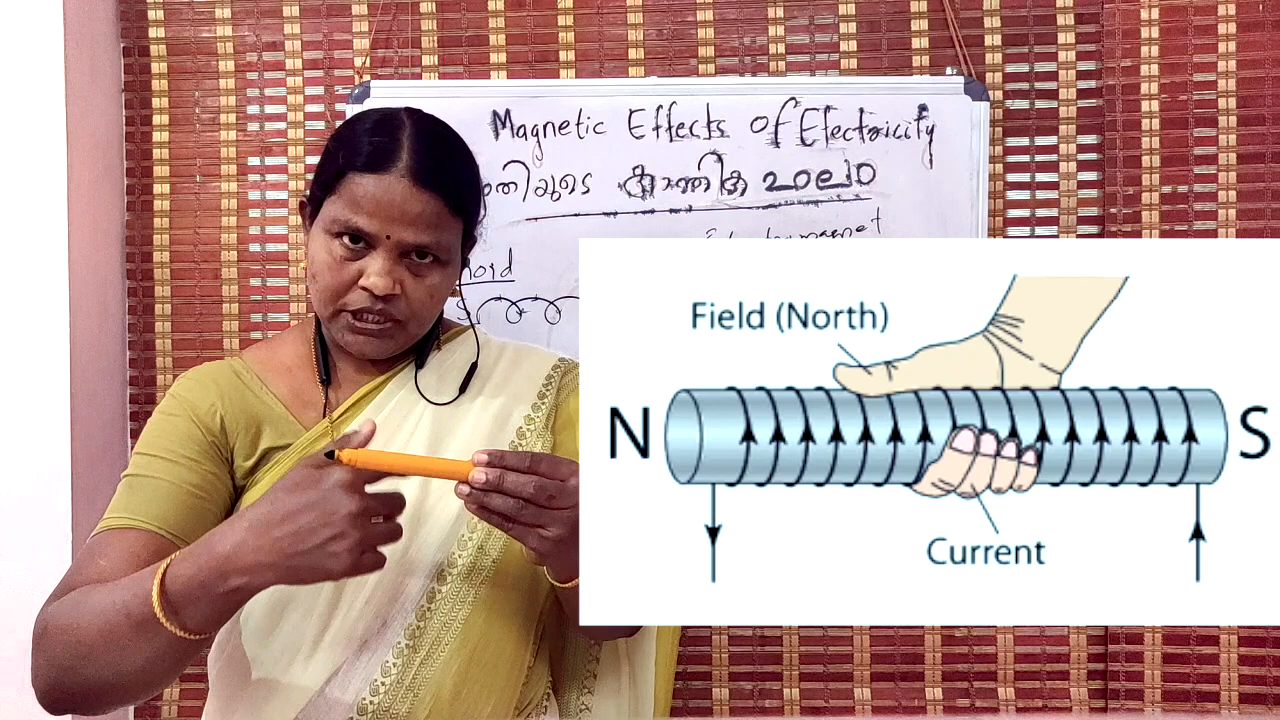 Magnetic Effects of Electricity
കാന്തിക ഫലം
Field (North)
N
S
Current